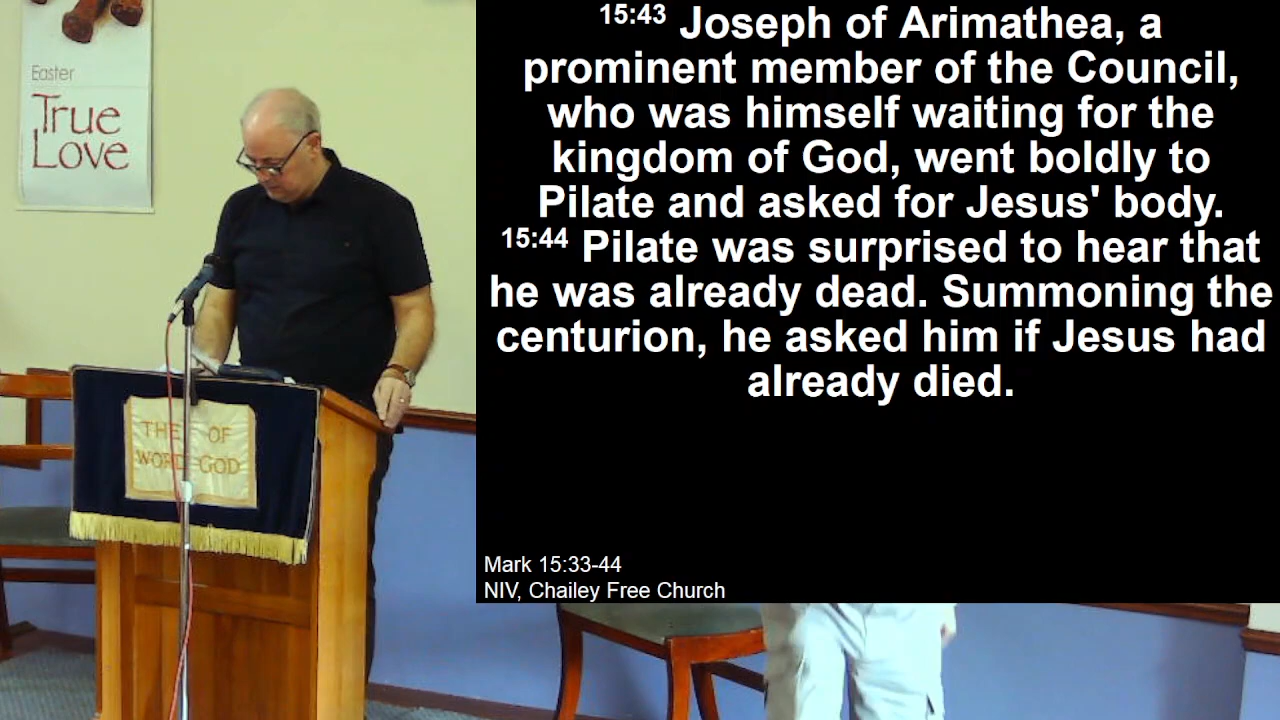 Easter
True
Love
THE OF
WORD GOD
15:43 Joseph of Arimathea, a
prominent member of the Council,
who was himself waiting for the
kingdom of God, went boldly to
Pilate and asked for Jesus' body.
15:44 Pilate was surprised to hear that
he was already dead. Summoning the
centurion, he asked him if Jesus had
already died.
Mark 15:33-44
NIV, Chailey Free Church